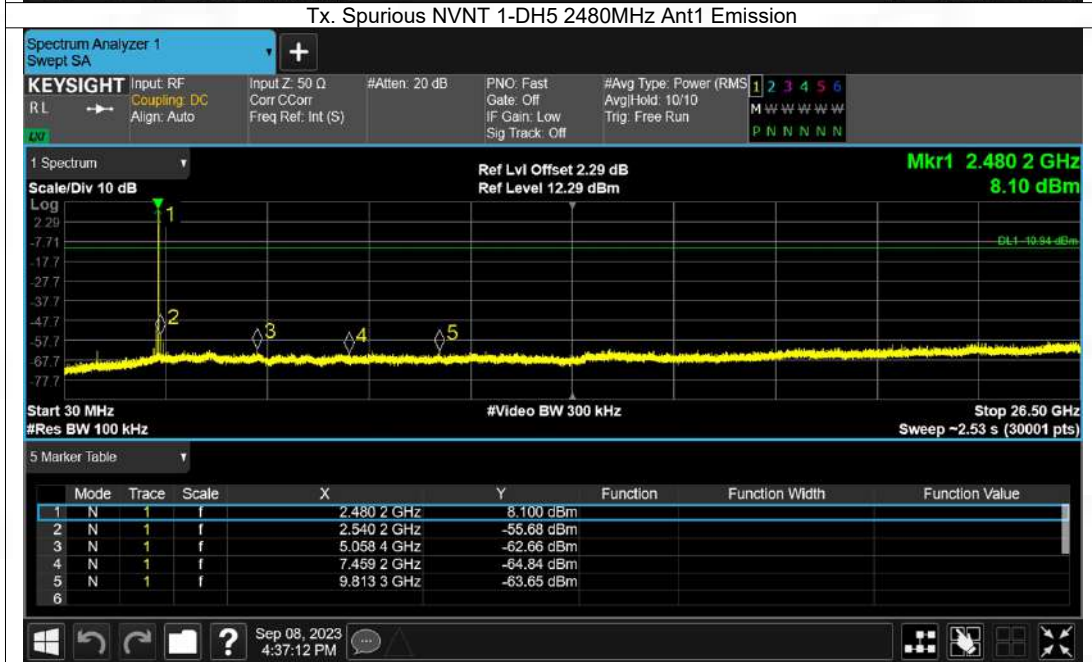 Tx. Spurious NVNT 1-DH5 2480MHz Ant1 Emission
Spectrum Analyzer 1
Swept SA
+
KEYSIGHT Input: RF Input Z: 50 Ω #Atten: 20 dB PNO: Fast #Avg Type: Power (RMS 1 2 3 4 5 6
RL Coupling: DC Corr CCorr Gate: Off Avg|Hold: 10/10 M W W W W W
Align: Auto Freq Ref: Int (S) IF Gain: Low Trig: Free Run
LXI Sig Track: Off P N N N N N
1 Spectrum Ref Lvl Offset 2.29 dB Mkr1 2.480 2 GHz
Scale/Div 10 dB Ref Level 12.29 dBm 8.10 dBm
Log
1
2.29
-7.71
DL1 -10.94 dBm
-17.7
-27.7
-37.7
-47.7
2
3
4
5
-57.7
-67.7
-77.7
Start 30 MHz #Video BW 300 kHz Stop 26.50 GHz
#Res BW 100 kHz Sweep ~2.53 s (30001 pts)
5 Marker Table
Mode Trace Scale X Y Function Function Width Function Value
1 N 1 f 2.480 2 GHz 8.100 dBm
2 N 1 f 2.540 2 GHz -55.68 dBm
3 N 1 f 5.058 4 GHz -62.66 dBm
4 N 1 f 7.459 2 GHz -64.84 dBm
5 N 1 f 9.813 3 GHz -63.65 dBm
6
? Sep 08, 2023
4:37:12 PM